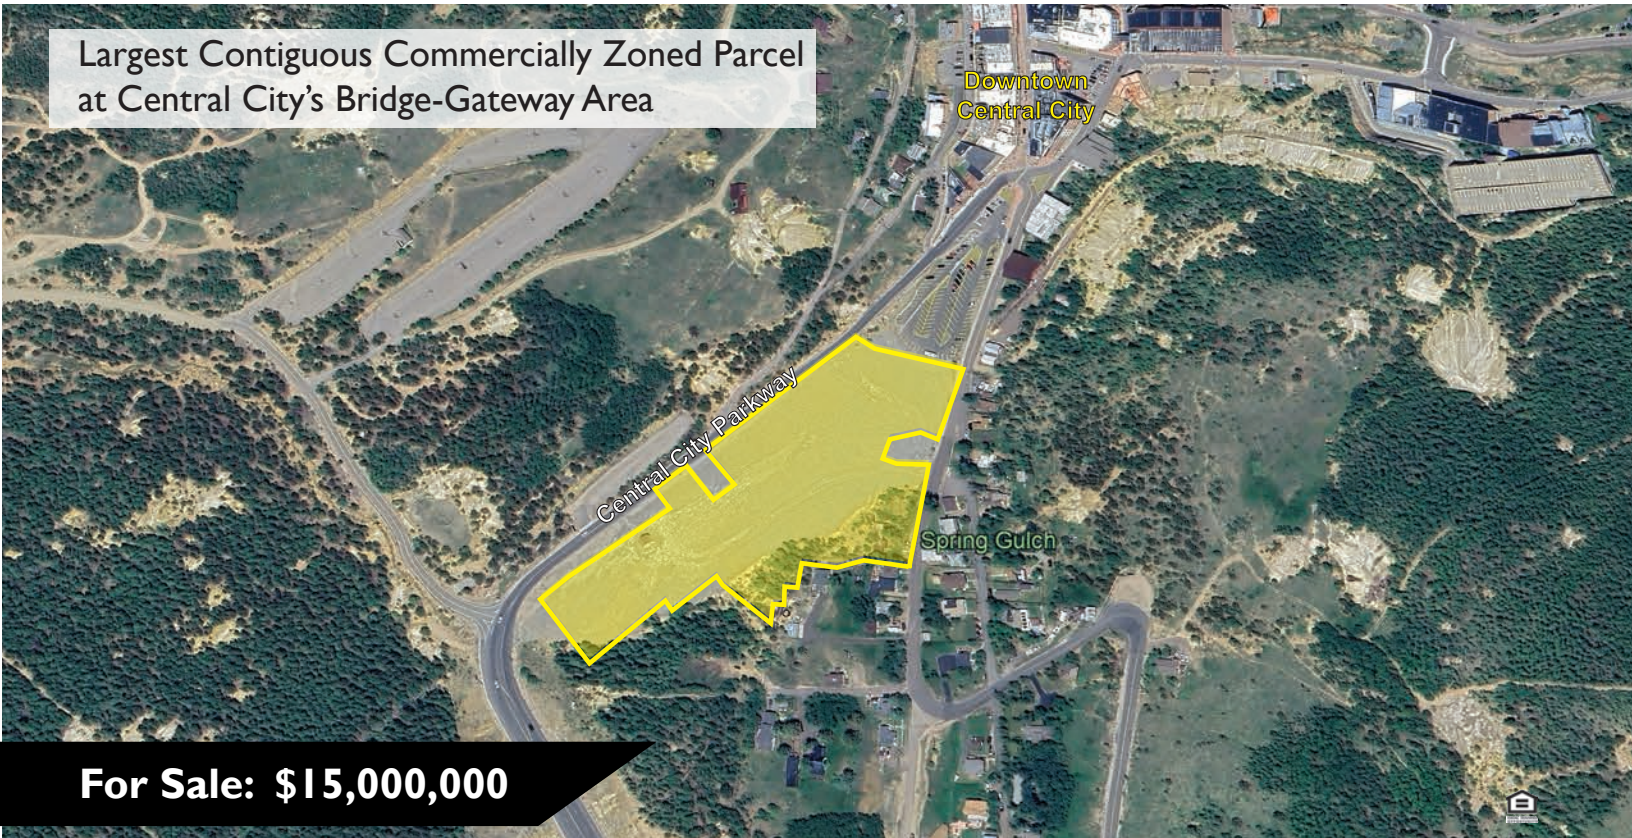 Largest Contiguous Commercially Zoned Parcel
at Central City's Bridge-Gateway Area
Downtown
Central City
Central City Parkway
Spring Gulch
For Sale: $15,000,000